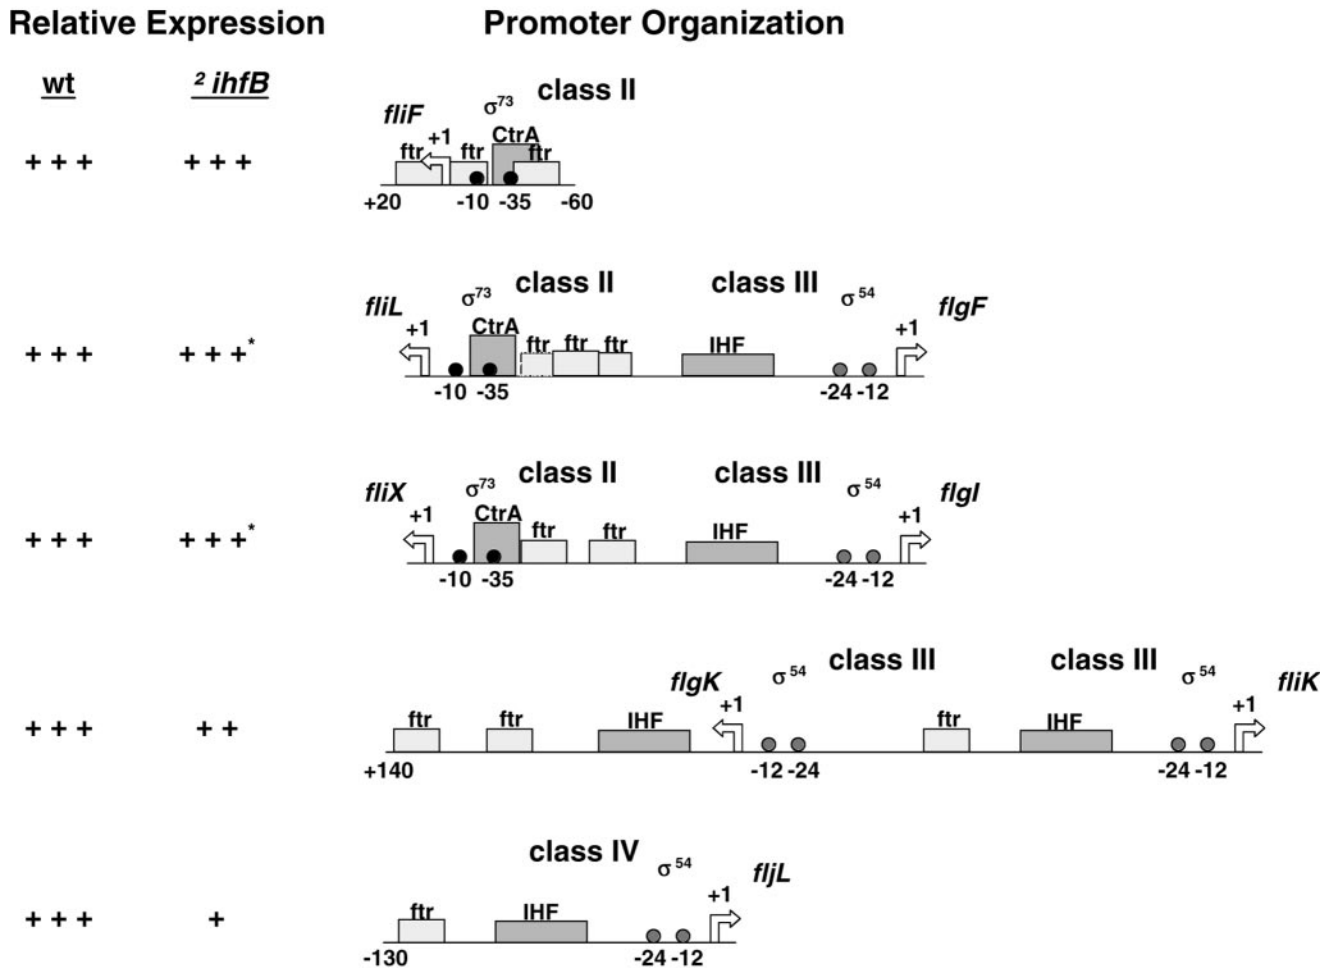 Relative Expression Promoter Organization
wt ² ihfB
class II
σ73
fliF
+1 CtrA
ftr ftr ftr
+ + + + + +
+20 -10 -35 -60
class II class III
σ73 σ54
fliL flgF
+1 CtrA +1
ftr ftr ftr IHF
+ + + + + +*
-10 -35 -24 -12
class II class III
σ73 σ54
fliX flgI
+1 CtrA +1
ftr ftr IHF
+ + + + + +*
-10 -35 -24 -12
class III class III
σ54 σ54
flgK fliK
+1 +1
ftr ftr IHF ftr IHF
+ + + + +
+140 -12 -24 -24 -12
class IV
σ54
fljL
+1
ftr IHF
+ + + +
-130 -24 -12